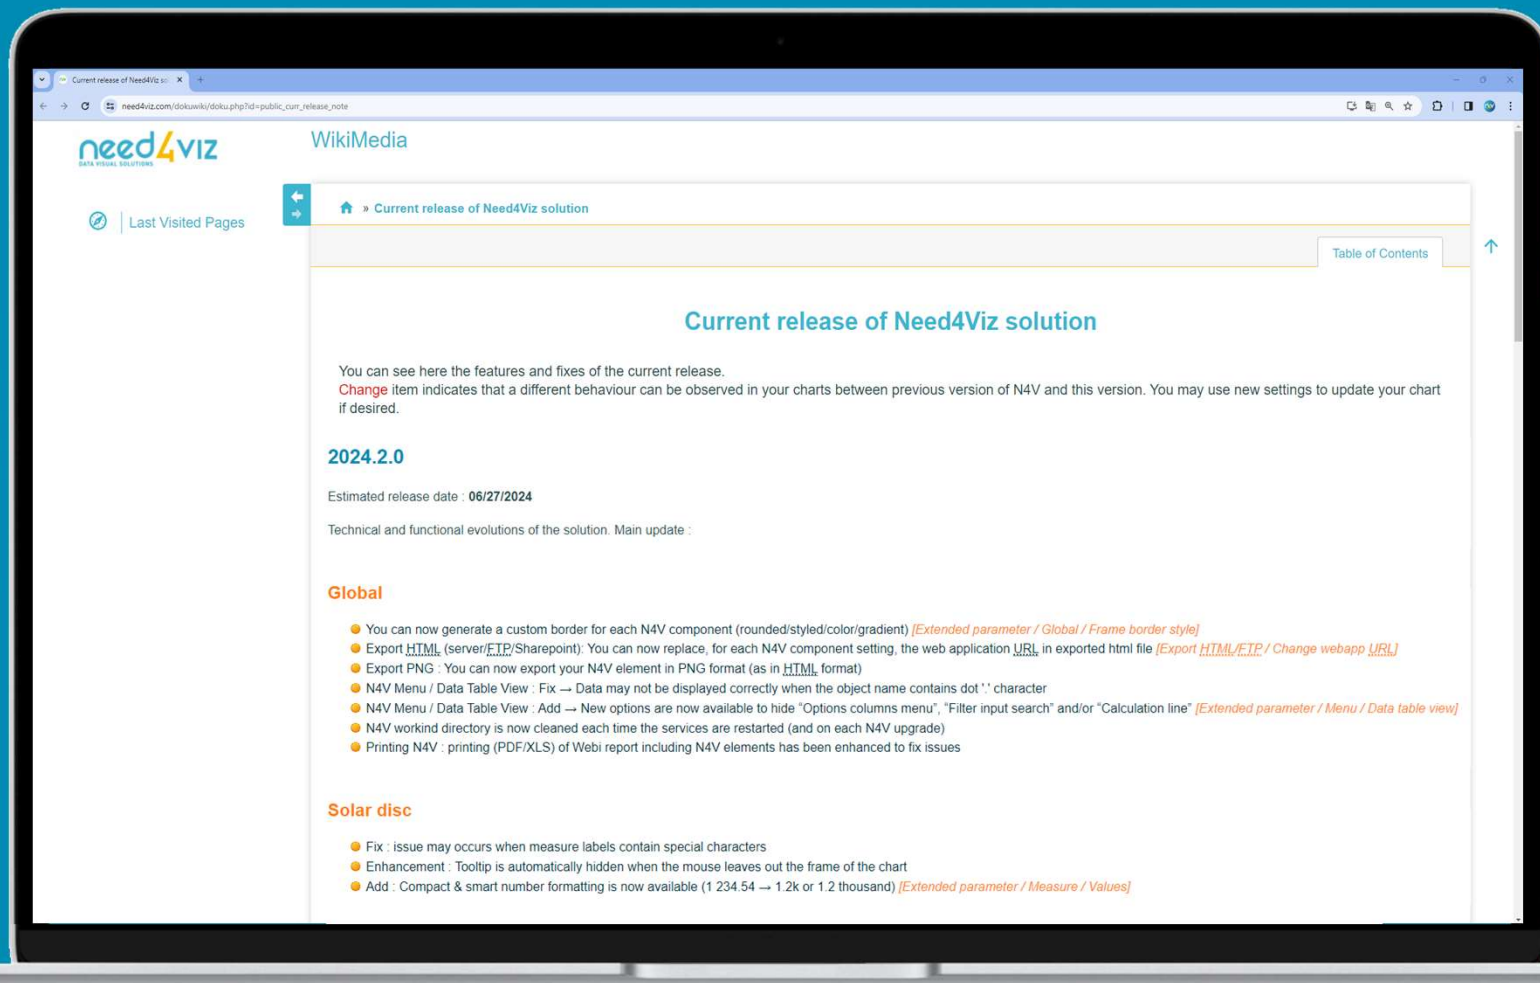 Current release of Need4Viz so
need4viz.com/dokuwiki/doku.php?id=public_curr_release_note
need4viz
DATA VISUAL SOLUTIONS
WikiMedia
Last Visited Pages
» Current release of Need4Viz solution
Table of Contents
Current release of Need4Viz solution
You can see here the features and fixes of the current release.
Change item indicates that a different behaviour can be observed in your charts between previous version of N4V and this version. You may use new settings to update your chart
if desired.
2024.2.0
Estimated release date : 06/27/2024
Technical and functional evolutions of the solution. Main update :
Global
You can now generate a custom border for each N4V component (rounded/styled/color/gradient) [Extended parameter / Global / Frame border style]
Export HTML (server/FTP/Sharepoint): You can now replace, for each N4V component setting, the web application URL in exported html file [Export HTML/FTP / Change webapp URL]
Export PNG : You can now export your N4V element in PNG format (as in HTML format)
N4V Menu / Data Table View : Fix → Data may not be displayed correctly when the object name contains dot '.' character
N4V Menu / Data Table View : Add → New options are now available to hide “Options columns menu”, “Filter input search” and/or “Calculation line” [Extended parameter / Menu / Data table view]
N4V workind directory is now cleaned each time the services are restarted (and on each N4V upgrade)
Printing N4V : printing (PDF/XLS) of Webi report including N4V elements has been enhanced to fix issues
Solar disc
Fix : issue may occurs when measure labels contain special characters
Enhancement : Tooltip is automatically hidden when the mouse leaves out the frame of the chart
Add : Compact & smart number formatting is now available (1 234.54 → 1.2k or 1.2 thousand) [Extended parameter / Measure / Values]